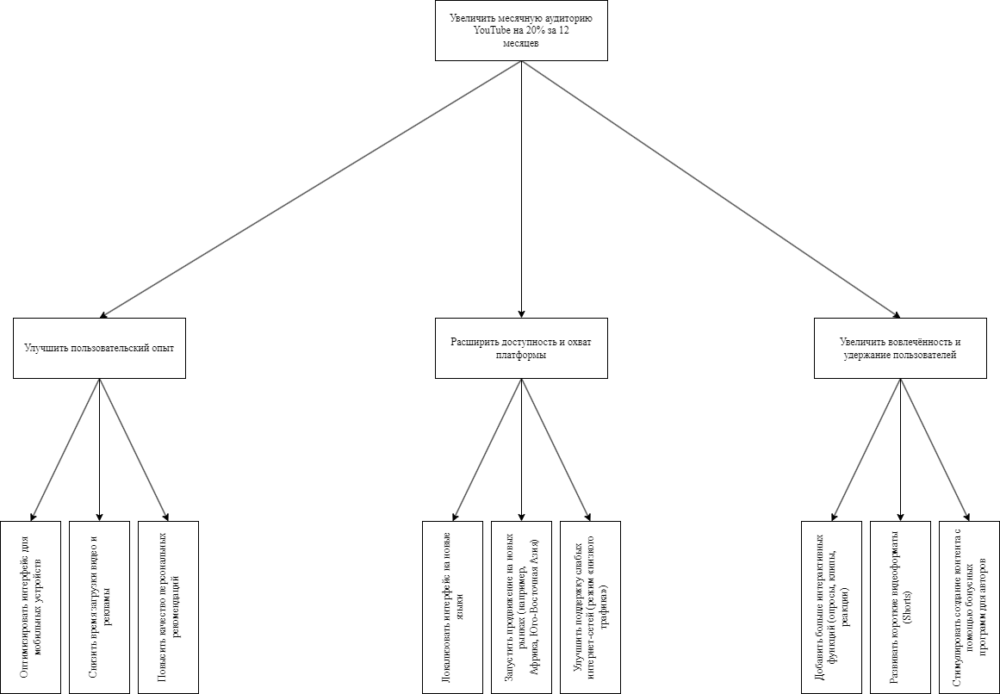 Увеличить месячную аудиторию
YouTube на 20% за 12
месяцев
Улучшить пользовательский опыт
Расширить доступность и охват
платформы
Увеличить вовлечённость и
удержание пользователей
Оптимизировать интерфейс для
мобильных устройств
Снизить время загрузки видео и
рекламы
Повысить качество персональных
рекомендаций
Локализовать интерфейс на новые
языки
Запустить продвижение на новых
рынках (например,
Африка, Юго-Восточная Азия)
Улучшить поддержку слабых
интернет-сетей (режим «низкого
трафика»)
Добавить больше интерактивных
функций (опросы, клипы,
реакции)
Развивать короткие видеоформаты
(Shorts)
Стимулировать создание контента с
помощью бонусных
программ для авторов